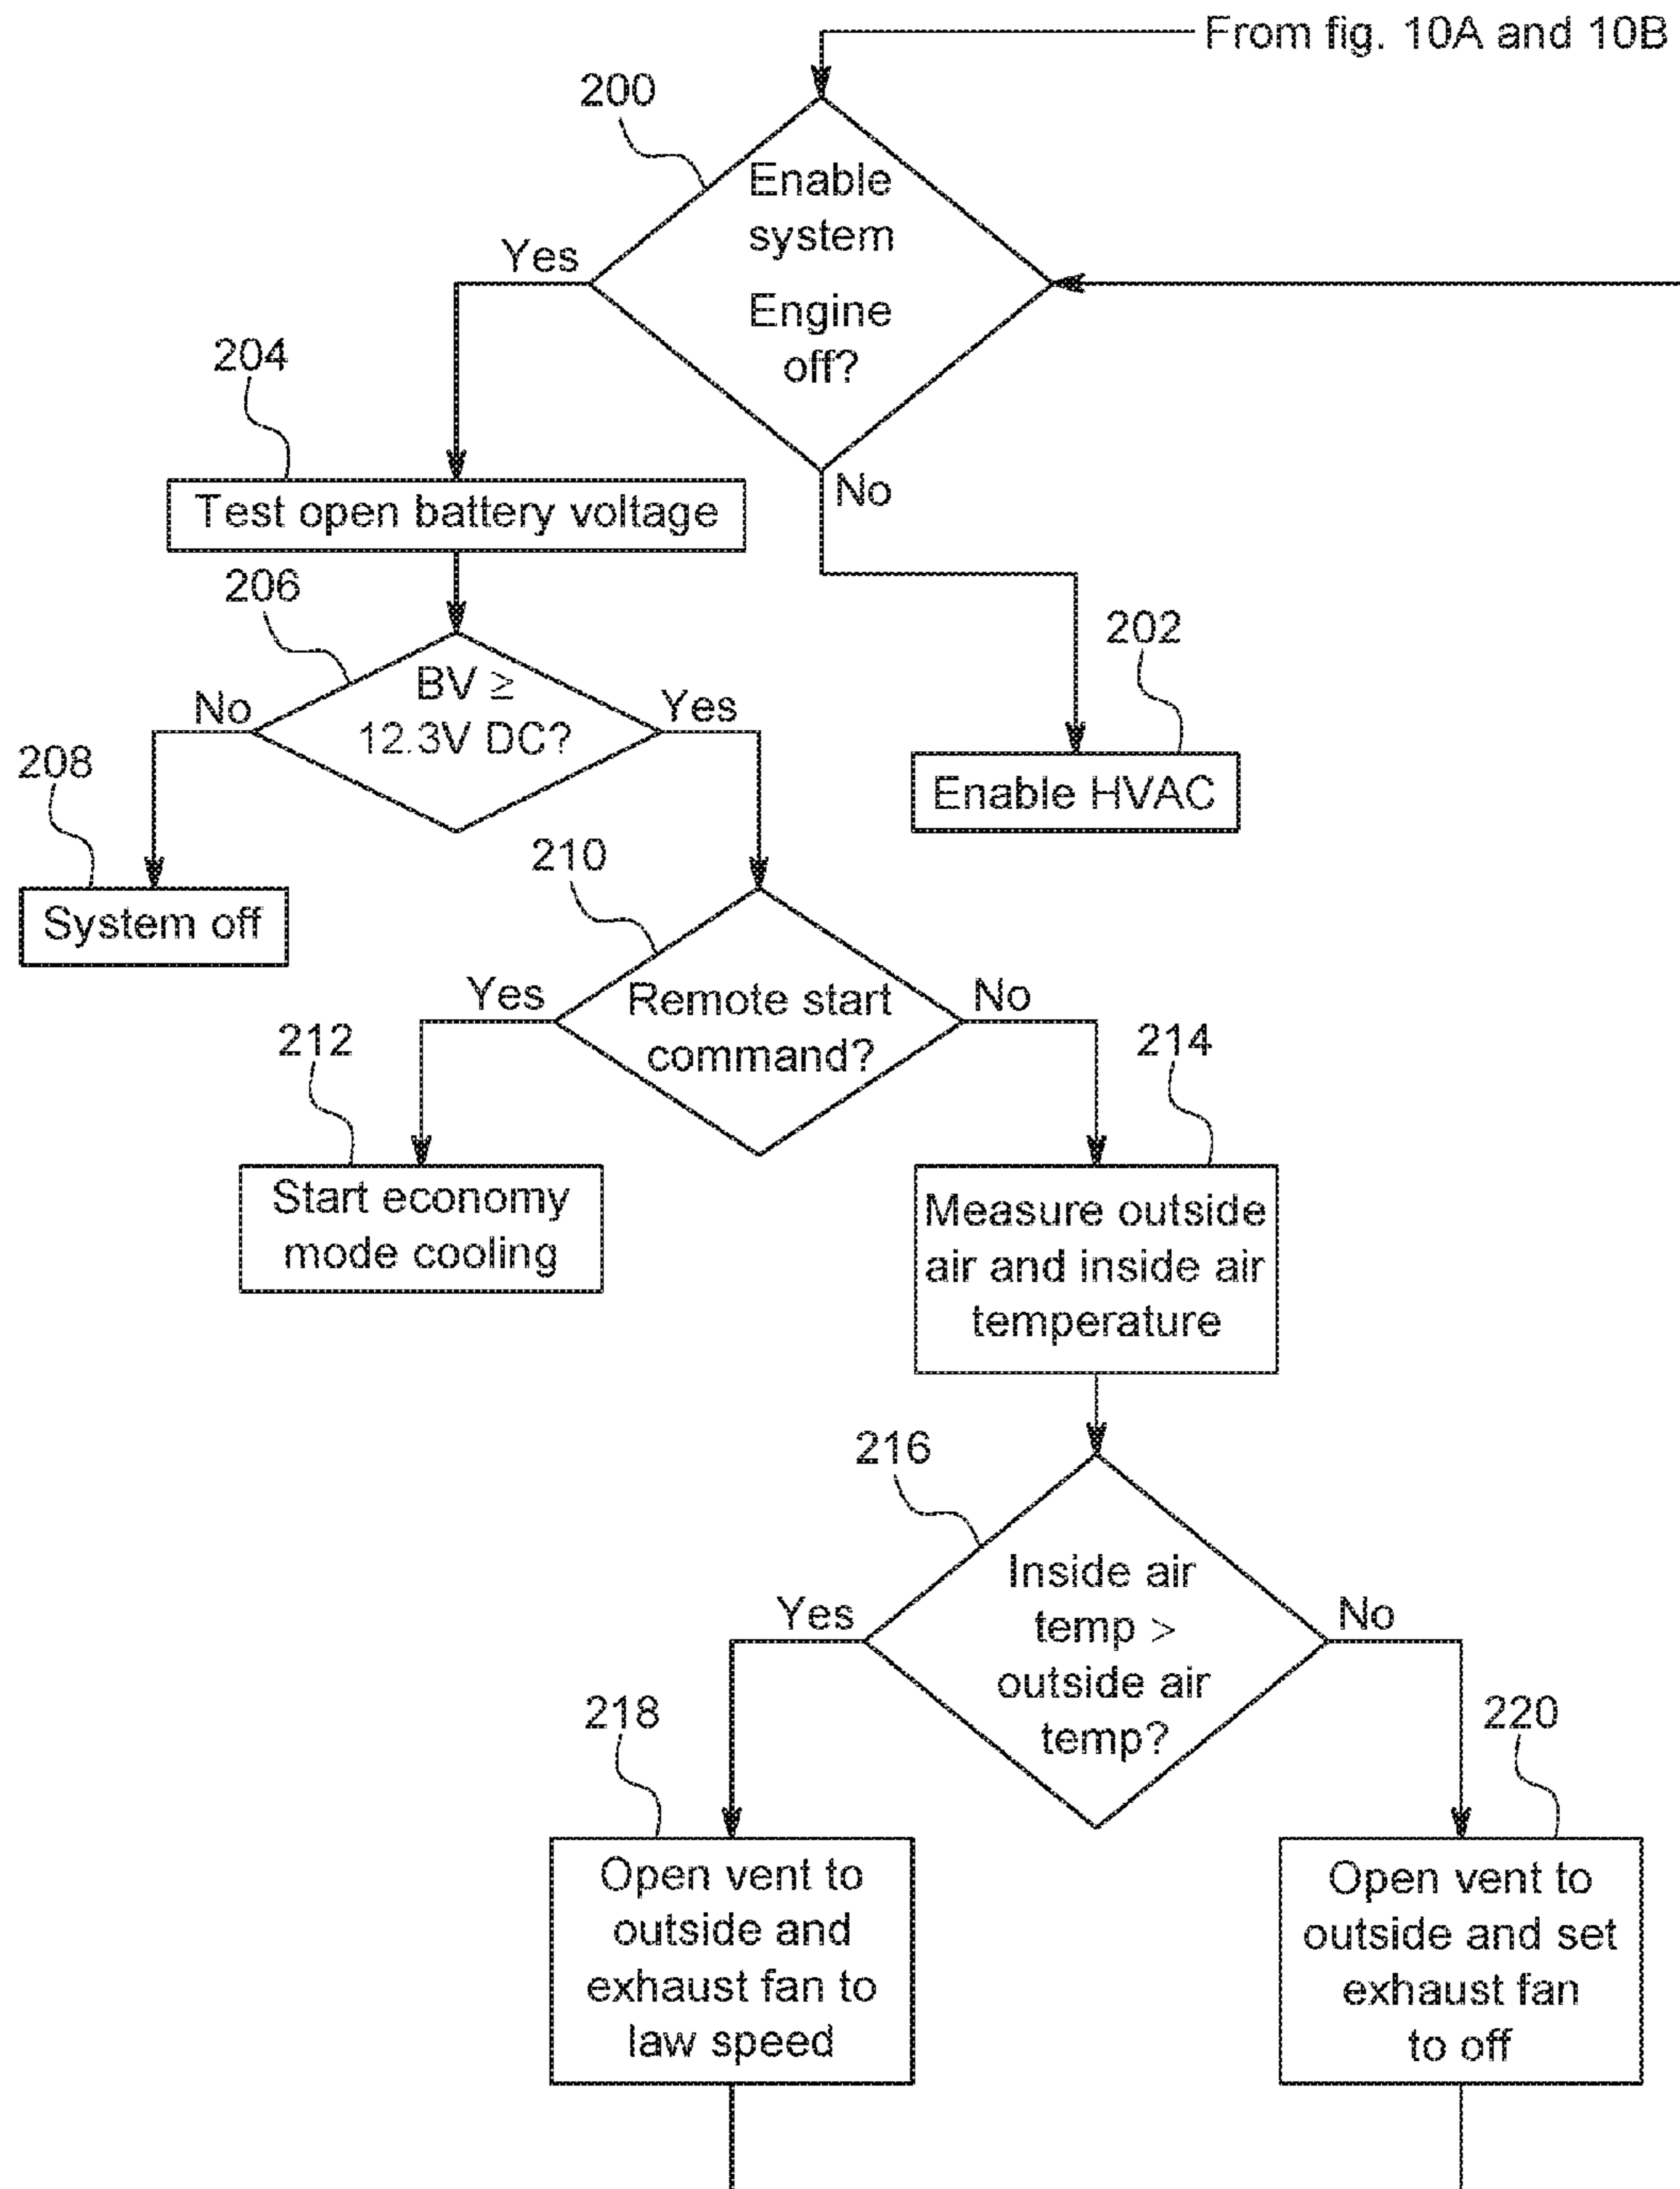 From fig. 10A and 10B
200
Enable
system
Engine
off?
Yes
No
204
Test open battery voltage
206
BV ≥
12.3V DC?
No
Yes
202
Enable HVAC
208
System off
210
Remote start
command?
Yes
No
212
Start economy
mode cooling
214
Measure outside
air and inside air
temperature
216
Inside air
temp >
outside air
temp?
Yes
No
218
Open vent to
outside and
exhaust fan to
law speed
220
Open vent to
outside and set
exhaust fan
to off